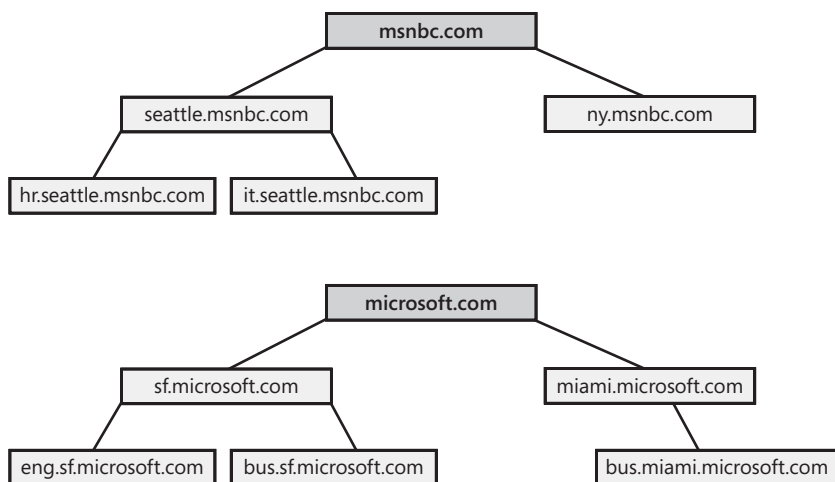 msnbc.com
seattle.msnbc.com
ny.msnbc.com
hr.seattle.msnbc.com
it.seattle.msnbc.com
microsoft.com
sf.microsoft.com
miami.microsoft.com
eng.sf.microsoft.com
bus.sf.microsoft.com
bus.miami.microsoft.com